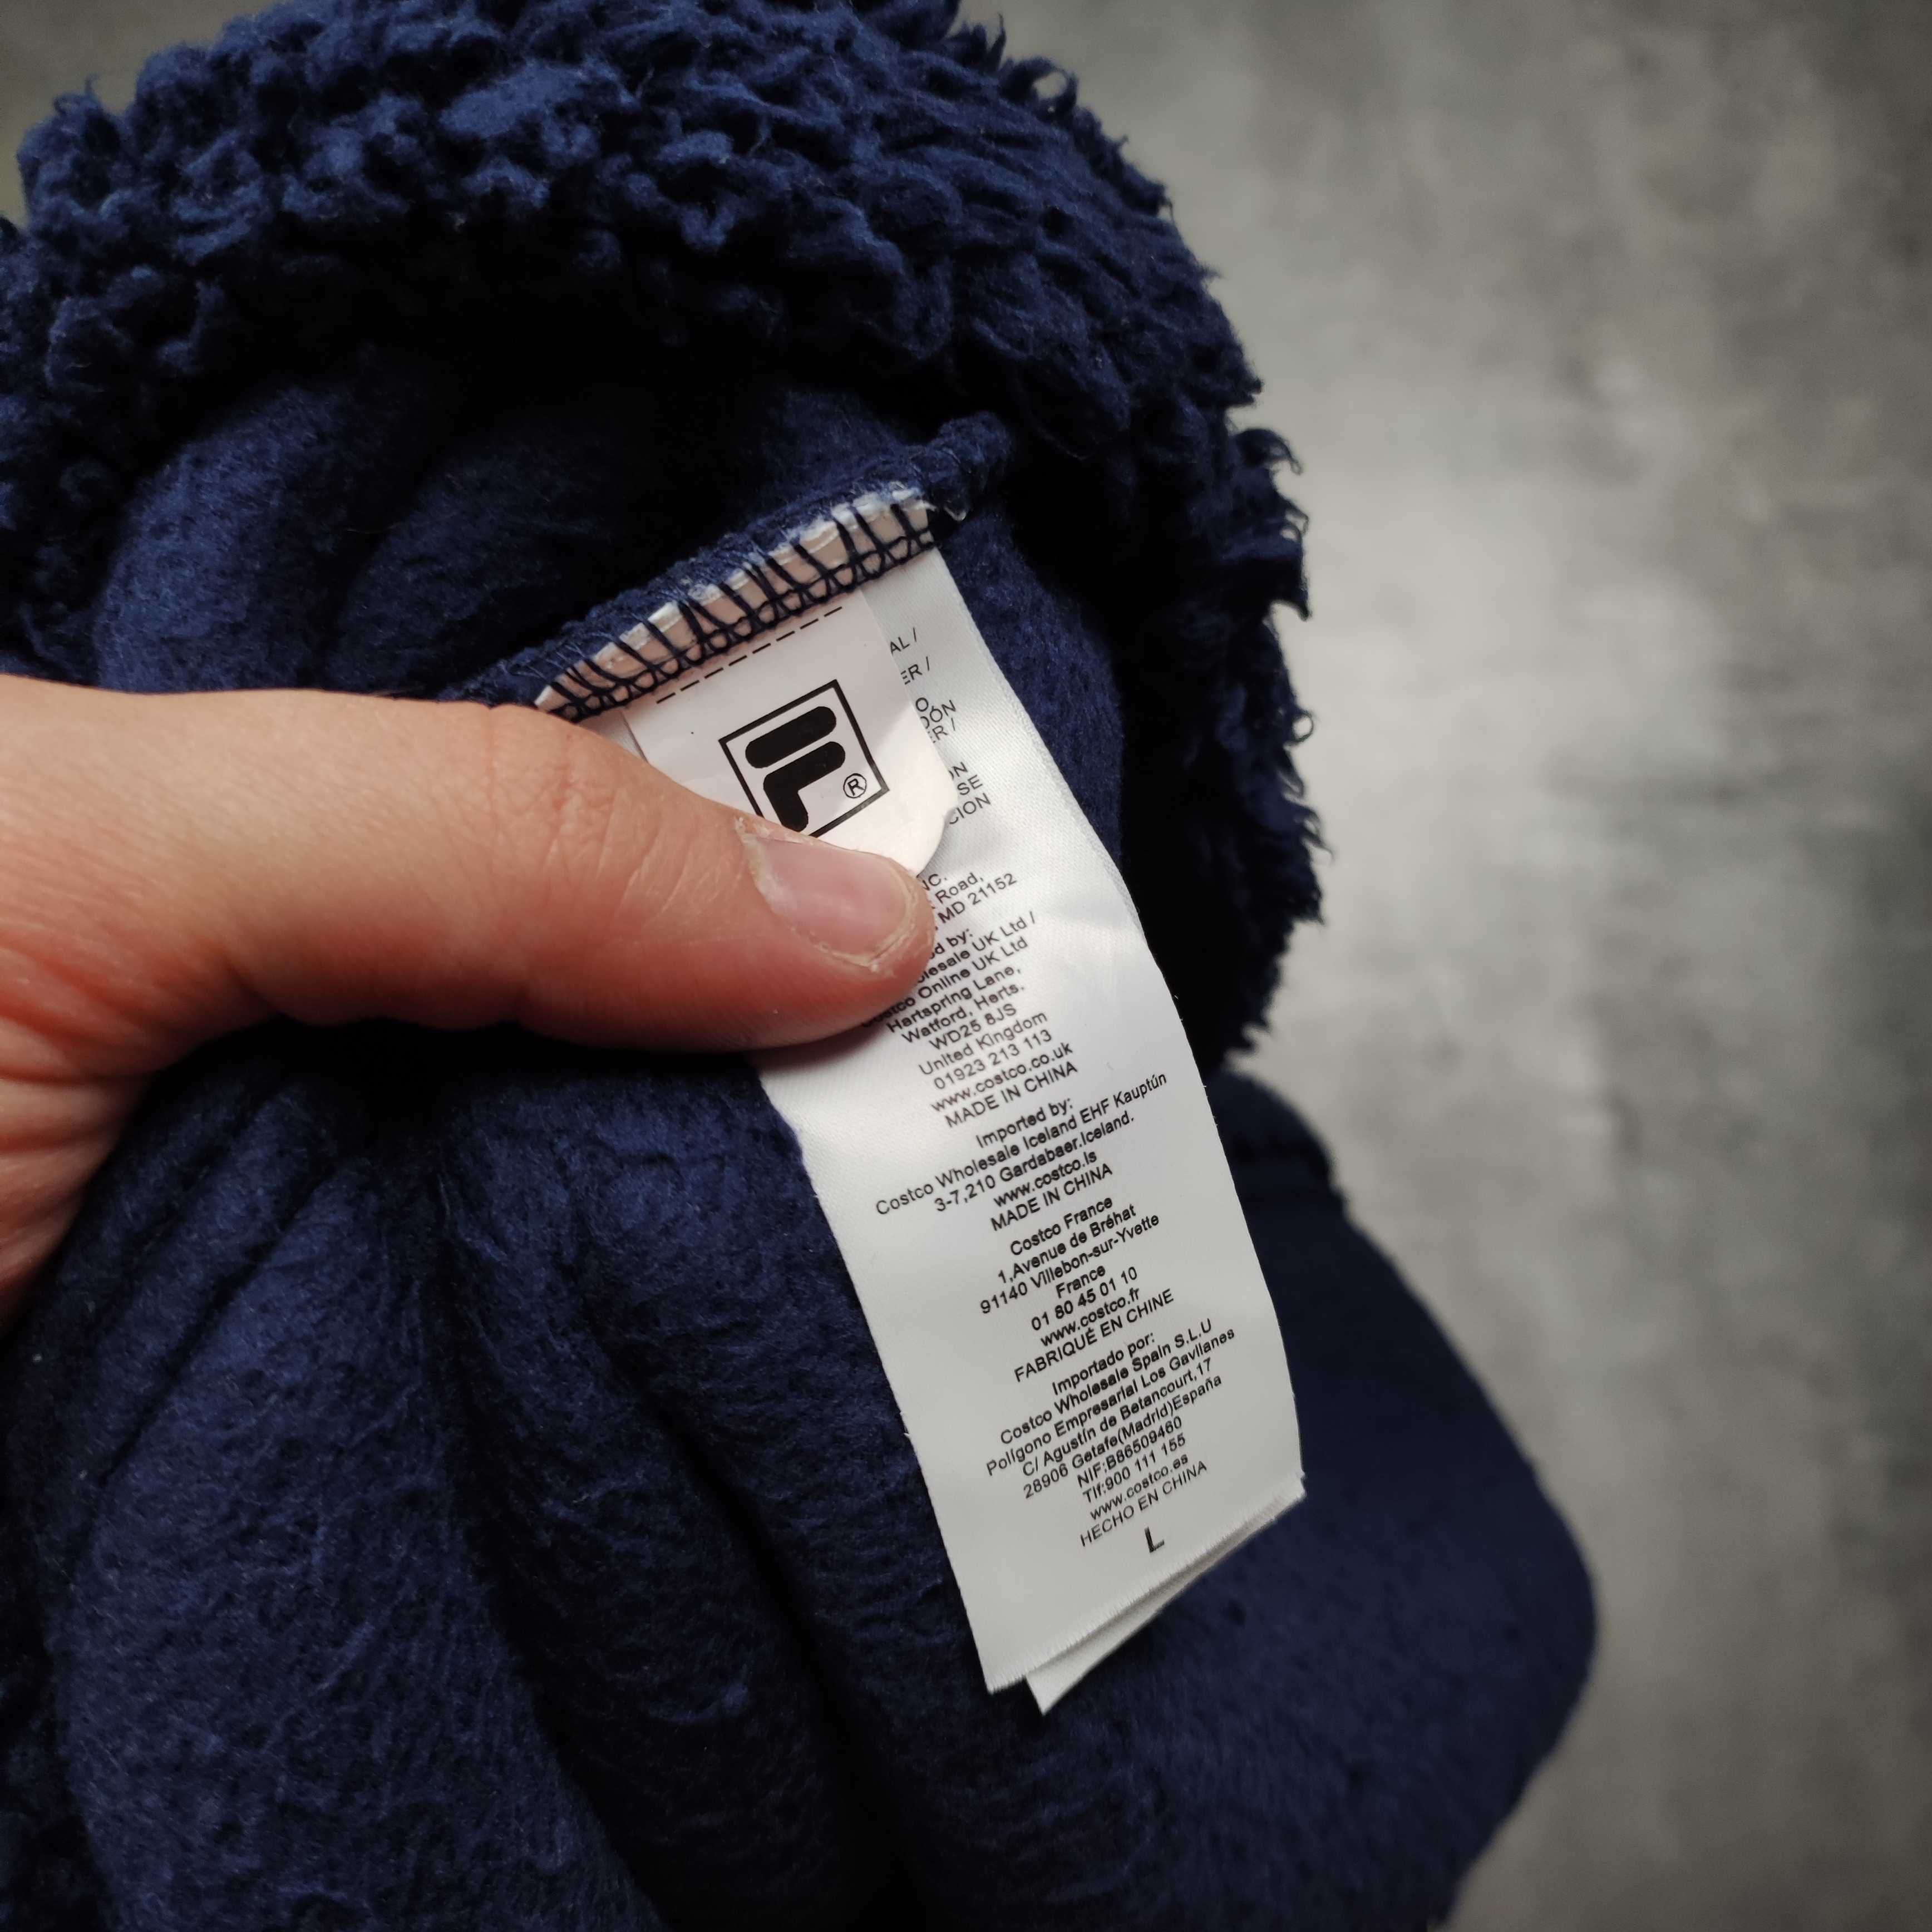 F ®
AL /
ER /
DÓN
ER /
SE
CION
Road,
MD 21152
by:
UK Ltd /
Online UK Ltd
Hartspring Lane,
Watford, Herts.
WD25 8JS
United Kingdom
01923 213 113
www.costco.co.uk
MADE IN CHINA
Imported by:
Costco Wholesale Iceland EHF Kauptún
3-7,210 Gardabaer.Iceland.
www.costco.is
MADE IN CHINA
Costco France
1,Avenue de Bréhat
91140 Villebon-sur-Yvette
France
01 80 45 01 10
www.costco.fr
FABRIQUÉ EN CHINE
Importado por:
Costco Wholesale Spain S.L.U
Polígono Empresarial Los Gavilanes
C/ Agustín de Betancourt,17
28906 Getafe(Madrid)España
NIF:B86509460
Tlf:900 111 155
www.costco.es
HECHO EN CHINA
L